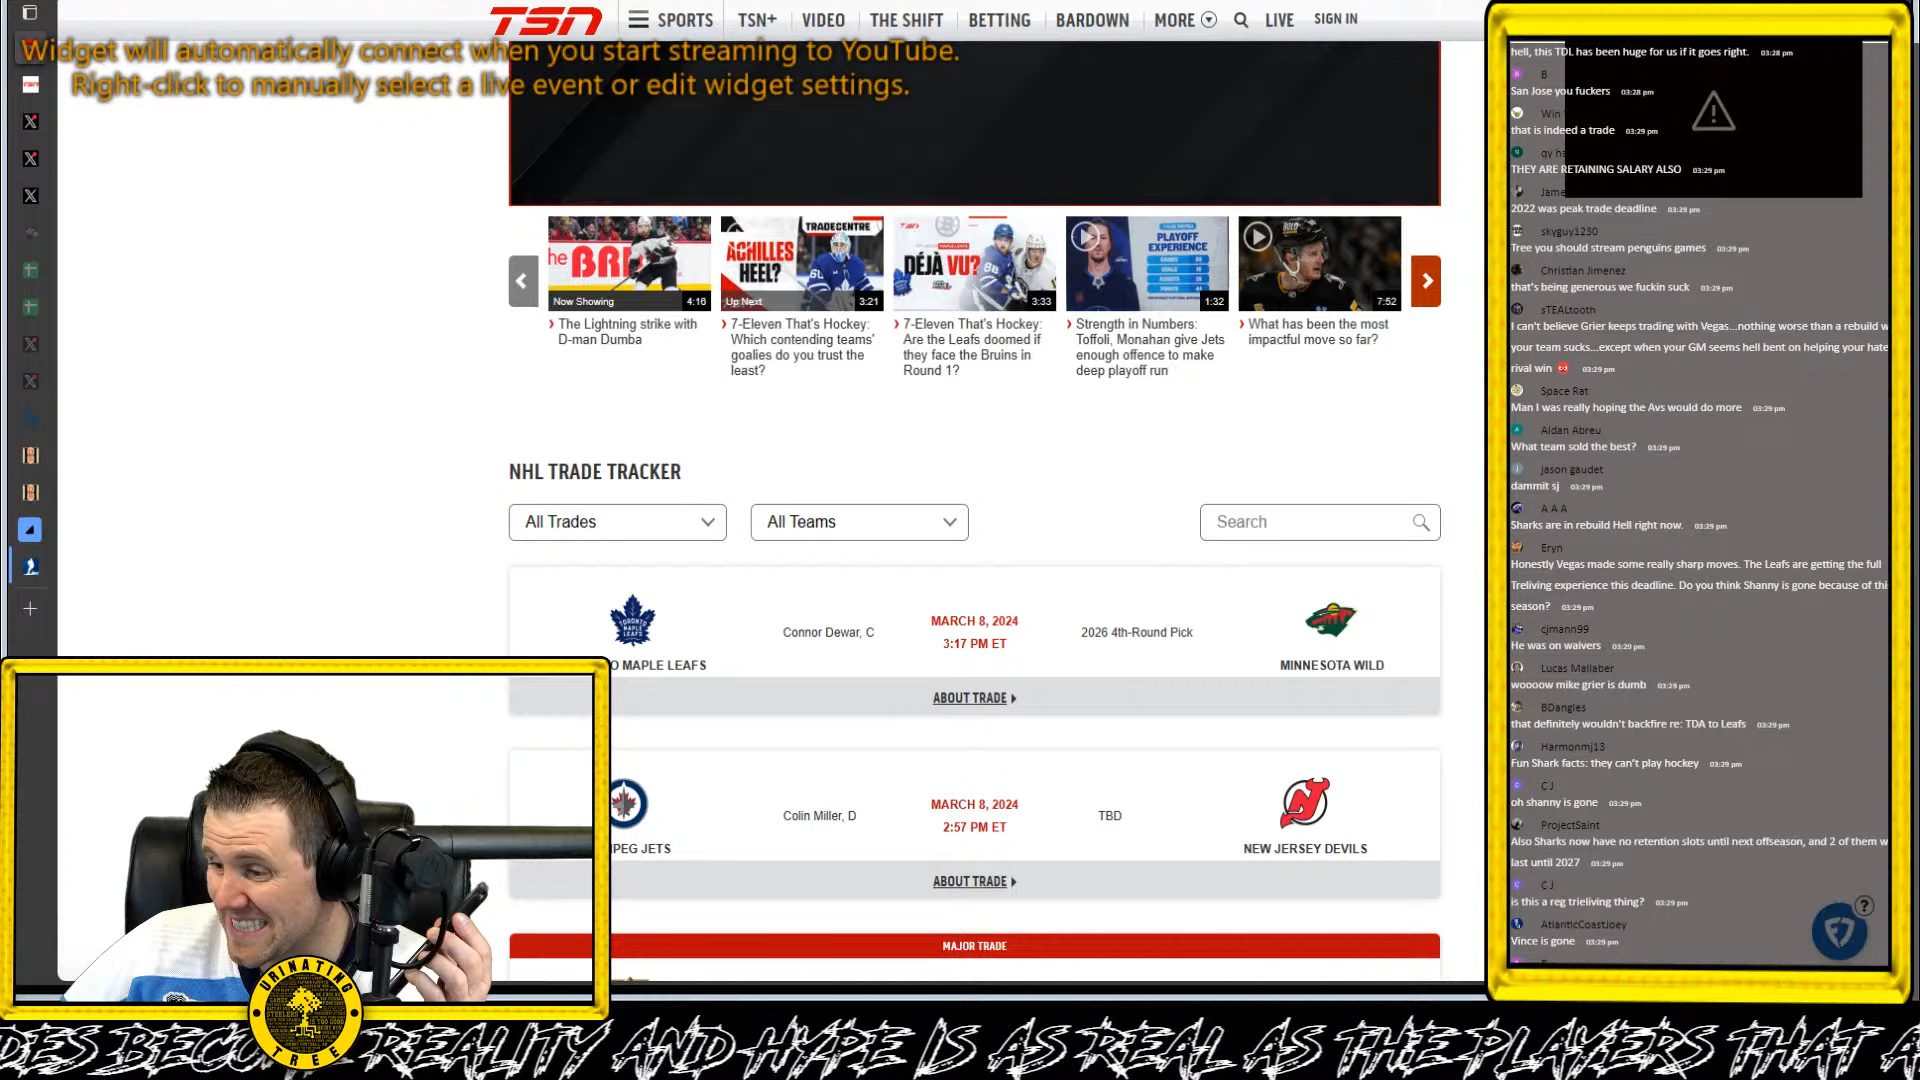 TSN
SPORTS
TSN+
VIDEO
THE SHIFT
BETTING
BARDOWN
MORE
LIVE
SIGN IN
Widget will automatically connect when you start streaming to YouTube.
Right-click to manually select a live event or edit widget settings.
the BRI
Now Showing
4:16
The Lightning strike with
D-man Dumba
TRADECENTRE
ACHILLES
HEEL?
Up Next
3:21
7-Eleven That's Hockey:
Which contending teams'
goalies do you trust the
least?
DÉJÀ VU?
3:33
7-Eleven That's Hockey:
Are the Leafs doomed if
they face the Bruins in
Round 1?
PLAYOFF
EXPERIENCE
1:32
Strength in Numbers:
Toffoli, Monahan give Jets
enough offence to make
deep playoff run
7:52
What has been the most
impactful move so far?
NHL TRADE TRACKER
All Trades
All Teams
Search
Connor Dewar, C
MARCH 8, 2024
3:17 PM ET
2026 4th-Round Pick
O MAPLE LEAFS
MINNESOTA WILD
ABOUT TRADE
Colin Miller, D
MARCH 8, 2024
2:57 PM ET
TBD
IPEG JETS
NEW JERSEY DEVILS
ABOUT TRADE
MAJOR TRADE
hell, this TDL has been huge for us if it goes right. 03:28 pm
B
San Jose you fuckers 03:28 pm
Win
that is indeed a trade 03:29 pm
qy ha
THEY ARE RETAINING SALARY ALSO 03:29 pm
Jame
2022 was peak trade deadline 03:29 pm
skyguy1230
Tree you should stream penguins games 03:29 pm
Christian Jimenez
that's being generous we fuckin suck 03:29 pm
sTEALtooth
I can't believe Grier keeps trading with Vegas...nothing worse than a rebuild w
your team sucks...except when your GM seems hell bent on helping your hate
rival win 03:29 pm
Space Rat
Man I was really hoping the Avs would do more 03:29 pm
Aidan Abreu
What team sold the best? 03:29 pm
jason gaudet
dammit sj 03:29 pm
A A A
Sharks are in rebuild Hell right now. 03:29 pm
Eryn
Honestly Vegas made some really sharp moves. The Leafs are getting the full
Treliving experience this deadline. Do you think Shanny is gone because of thi
season? 03:29 pm
cjmann99
He was on waivers 03:29 pm
Lucas Mallaber
woooow mike grier is dumb 03:29 pm
BDangles
that definitely wouldn't backfire re: TDA to Leafs 03:29 pm
Harmonmj13
Fun Shark facts: they can't play hockey 03:29 pm
C J
oh shanny is gone 03:29 pm
ProjectSaint
Also Sharks now have no retention slots until next offseason, and 2 of them w
last until 2027 03:29 pm
C J
is this a reg trieliving thing? 03:29 pm
AtlanticCoastJoey
Vince is gone 03:29 pm
URINATING
TREE
DES BECOME REALITY AND HYPE IS AS REAL AS THE PLAYERS THAT A